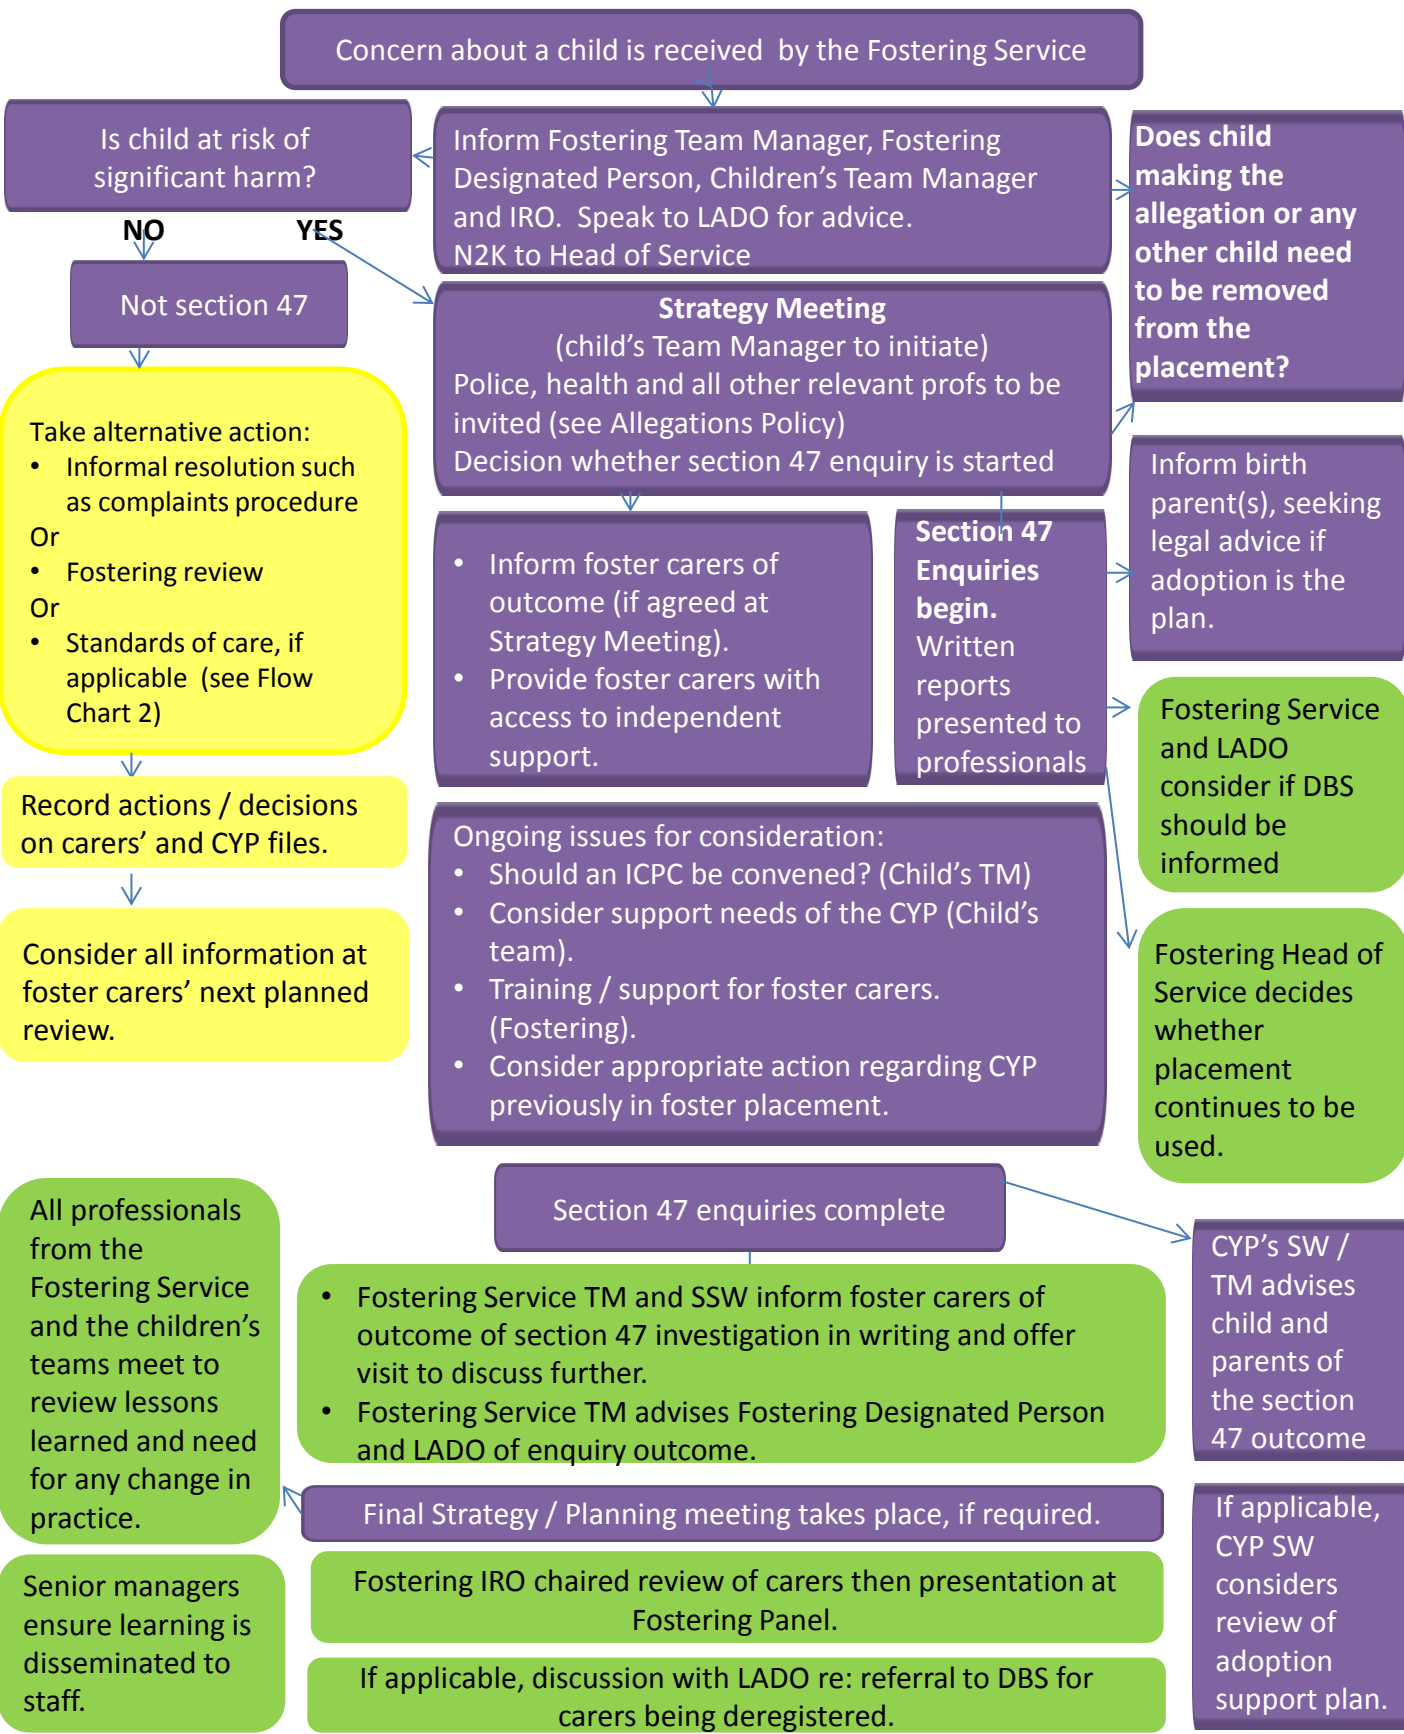 Concern about a child is received  by the Fostering Service
Is child at risk of
significant harm?
NO
YES
Inform Fostering Team Manager, Fostering
Designated Person, Children's Team Manager
and IRO.  Speak to LADO for advice.
N2K to Head of Service
Does child
making the
allegation or any
other child need
to be removed
from the
placement?
Not section 47
Strategy Meeting
(child's Team Manager to initiate)
Police, health and all other relevant profs to be
invited (see Allegations Policy)
Decision whether section 47 enquiry is started
Take alternative action:
• Informal resolution such
as complaints procedure
Or
• Fostering review
Or
• Standards of care, if
applicable  (see Flow
Chart 2)
• Inform foster carers of
outcome (if agreed at
Strategy Meeting).
• Provide foster carers with
access to independent
support.
Section 47
Enquiries
begin.
Written
reports
presented to
professionals
Inform birth
parent(s), seeking
legal advice if
adoption is the
plan.
Fostering Service
and LADO
consider if DBS
should be
informed
Record actions / decisions
on carers' and CYP files.
Ongoing issues for consideration:
• Should an ICPC be convened? (Child's TM)
• Consider support needs of the CYP (Child's
team).
• Training / support for foster carers.
(Fostering).
• Consider appropriate action regarding CYP
previously in foster placement.
Consider all information at
foster carers' next planned
review.
Fostering Head of
Service decides
whether
placement
continues to be
used.
Section 47 enquiries complete
All professionals
from the
Fostering Service
and the children's
teams meet to
review lessons
learned and need
for any change in
practice.
• Fostering Service TM and SSW inform foster carers of
outcome of section 47 investigation in writing and offer
visit to discuss further.
• Fostering Service TM advises Fostering Designated Person
and LADO of enquiry outcome.
CYP's SW /
TM advises
child and
parents of
the section
47 outcome
Final Strategy / Planning meeting takes place, if required.
Senior managers
ensure learning is
disseminated to
staff.
Fostering IRO chaired review of carers then presentation at
Fostering Panel.
If applicable, discussion with LADO re: referral to DBS for
carers being deregistered.
If applicable,
CYP SW
considers
review of
adoption
support plan.